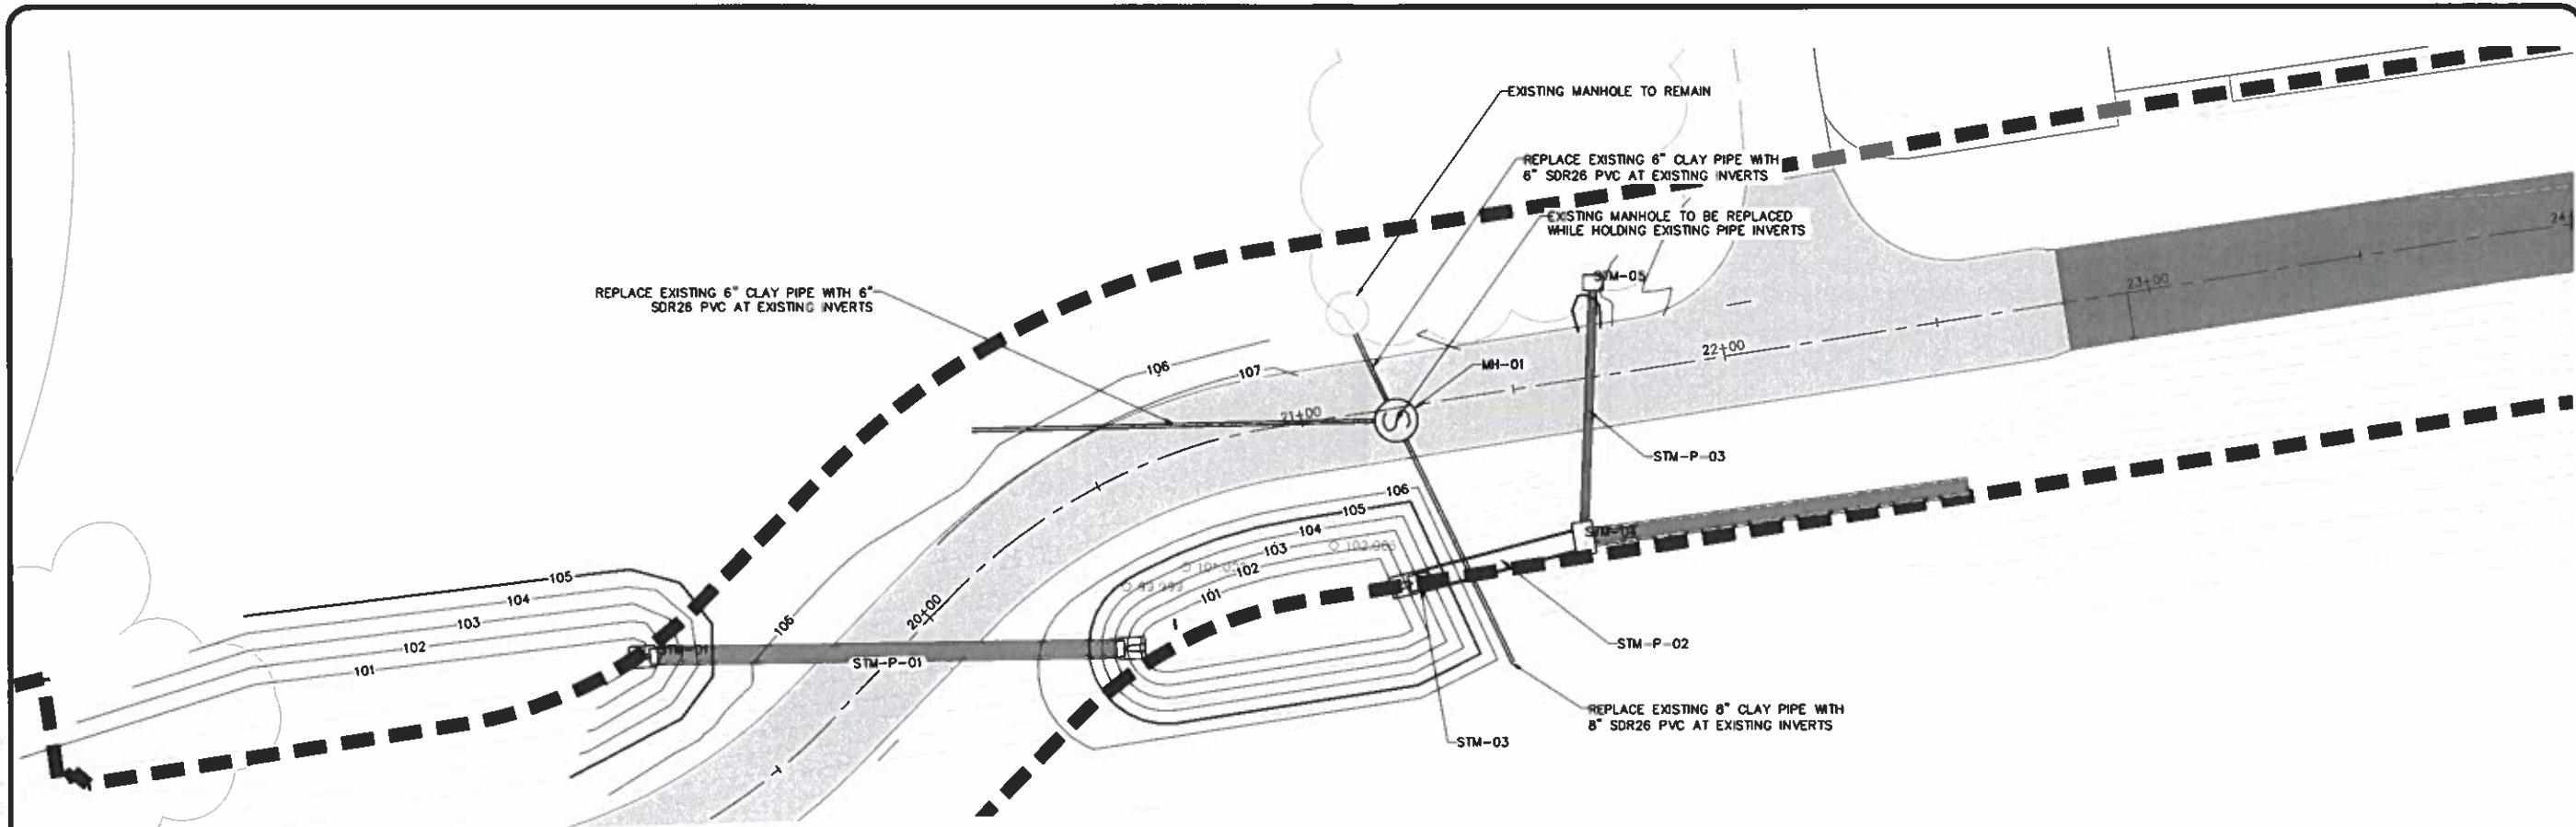 EXISTING MANHOLE TO REMAIN
REPLACE EXISTING 6" CLAY PIPE WITH
6" SDR26 PVC AT EXISTING INVERTS
EXISTING MANHOLE TO BE REPLACED
WHILE HOLDING EXISTING PIPE INVERTS
24
STM-05
23+00
REPLACE EXISTING 6" CLAY PIPE WITH 6"
SDR26 PVC AT EXISTING INVERTS
22+00
106
107
MH-01
21+00
S
STM-P-03
106
105
104
103
102
101
STM-04
105
104
103
102
101
20+00
106
STM-01
STM-P-01
STM-P-02
REPLACE EXISTING 8" CLAY PIPE WITH
8" SDR26 PVC AT EXISTING INVERTS
STM-03